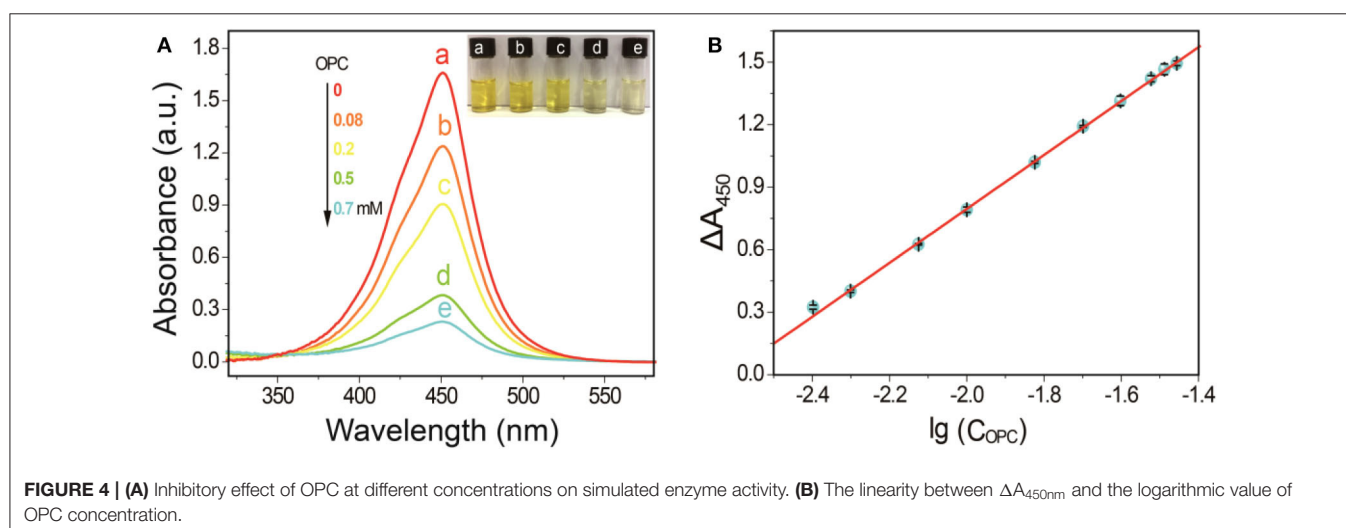 A
B
OPC
0
0.08
0.2
0.5
0.7 mM
a
b
c
d
e
a b c d e
1.8
1.5
1.2
0.9
0.6
0.3
0.0
Absorbance (a.u.)
350 400 450 500 550
Wavelength (nm)
1.5
1.2
0.9
0.6
0.3
0.0
ΔA450
-2.4 -2.2 -2.0 -1.8 -1.6 -1.4
lg (COPC)
FIGURE 4 | (A) Inhibitory effect of OPC at different concentrations on simulated enzyme activity. (B) The linearity between ΔA450nm and the logarithmic value of
OPC concentration.